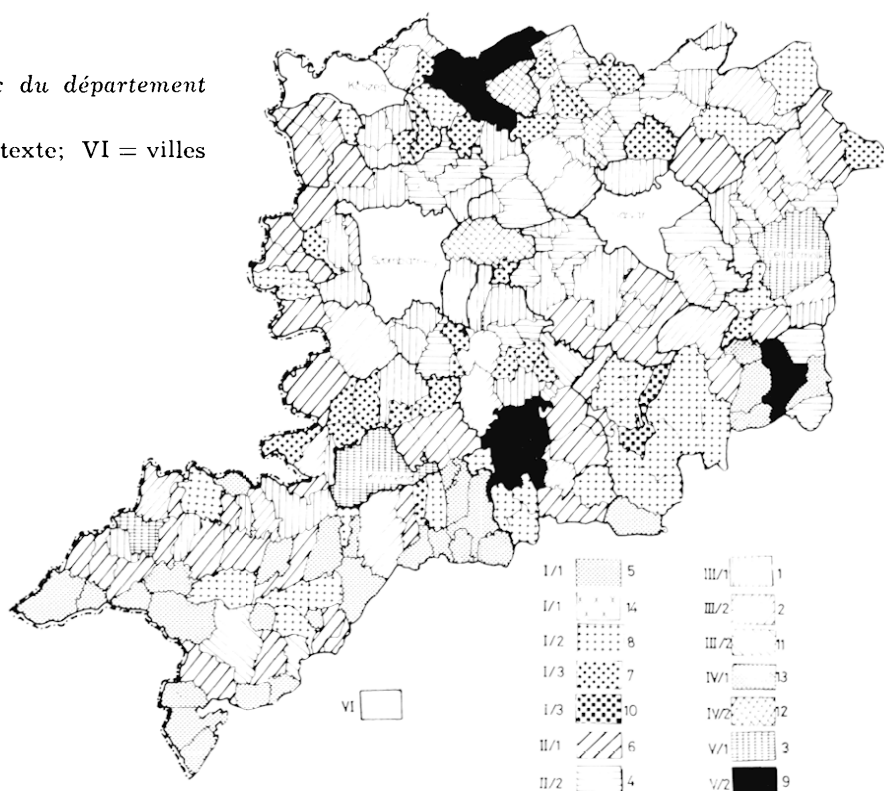 du département
texte; VI = villes
Kőszeg
I/1 5
I/1 14
I/2 8
I/3 7
I/3 10
II/1 6
II/2 4
III/1 1
III/2 2
III/2 11
IV/1 13
IV/2 12
V/1 3
V/2 9
VI